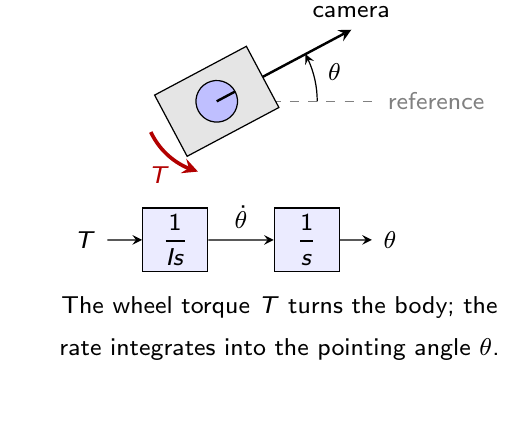 camera
θ
reference
T
T
1
Is
θ̇
1
s
θ
The wheel torque T turns the body; the
rate integrates into the pointing angle θ.